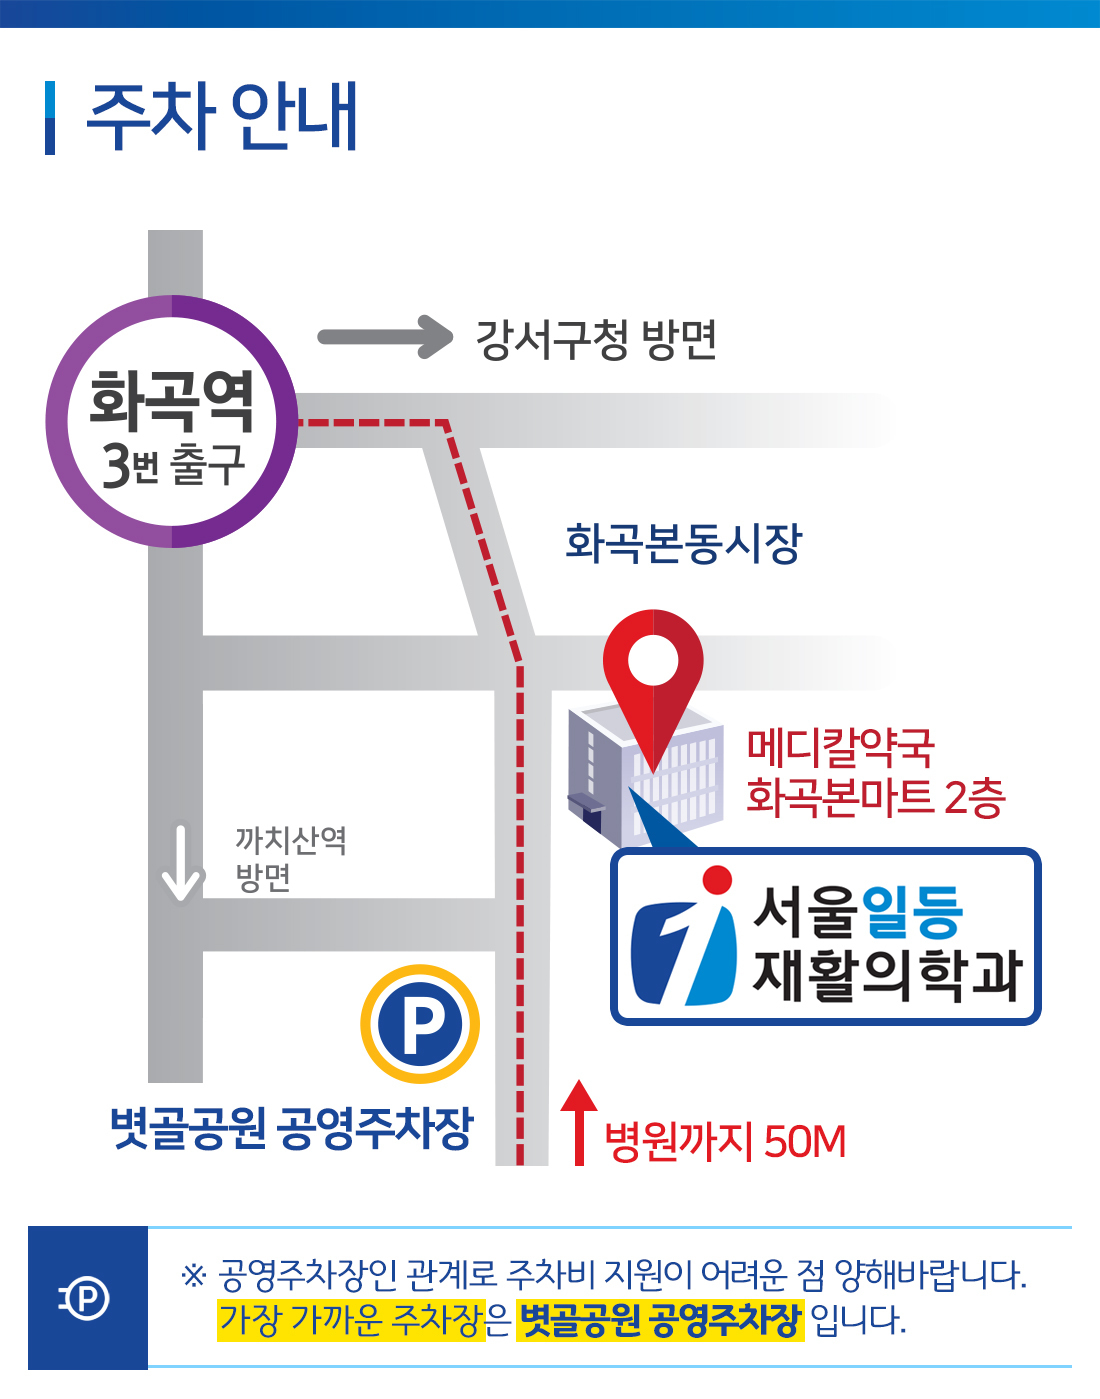 주차 안내
강서구청 방면
화곡역
3번 출구
화곡본동시장
메디칼약국
화곡본마트 2층
까치산역
방면
서울일등
재활의학과
P
볏골공원 공영주차장
병원까지 50M
P
※ 공영주차장인 관계로 주차비 지원이 어려운 점 양해바랍니다.
가장 가까운 주차장은 볏골공원 공영주차장 입니다.